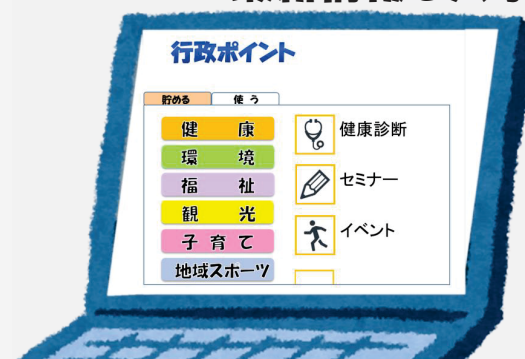 行政ポイント
貯める 使う
健康
健康診断
環境
セミナー
福祉
観光
イベント
子育て
地域スポーツ